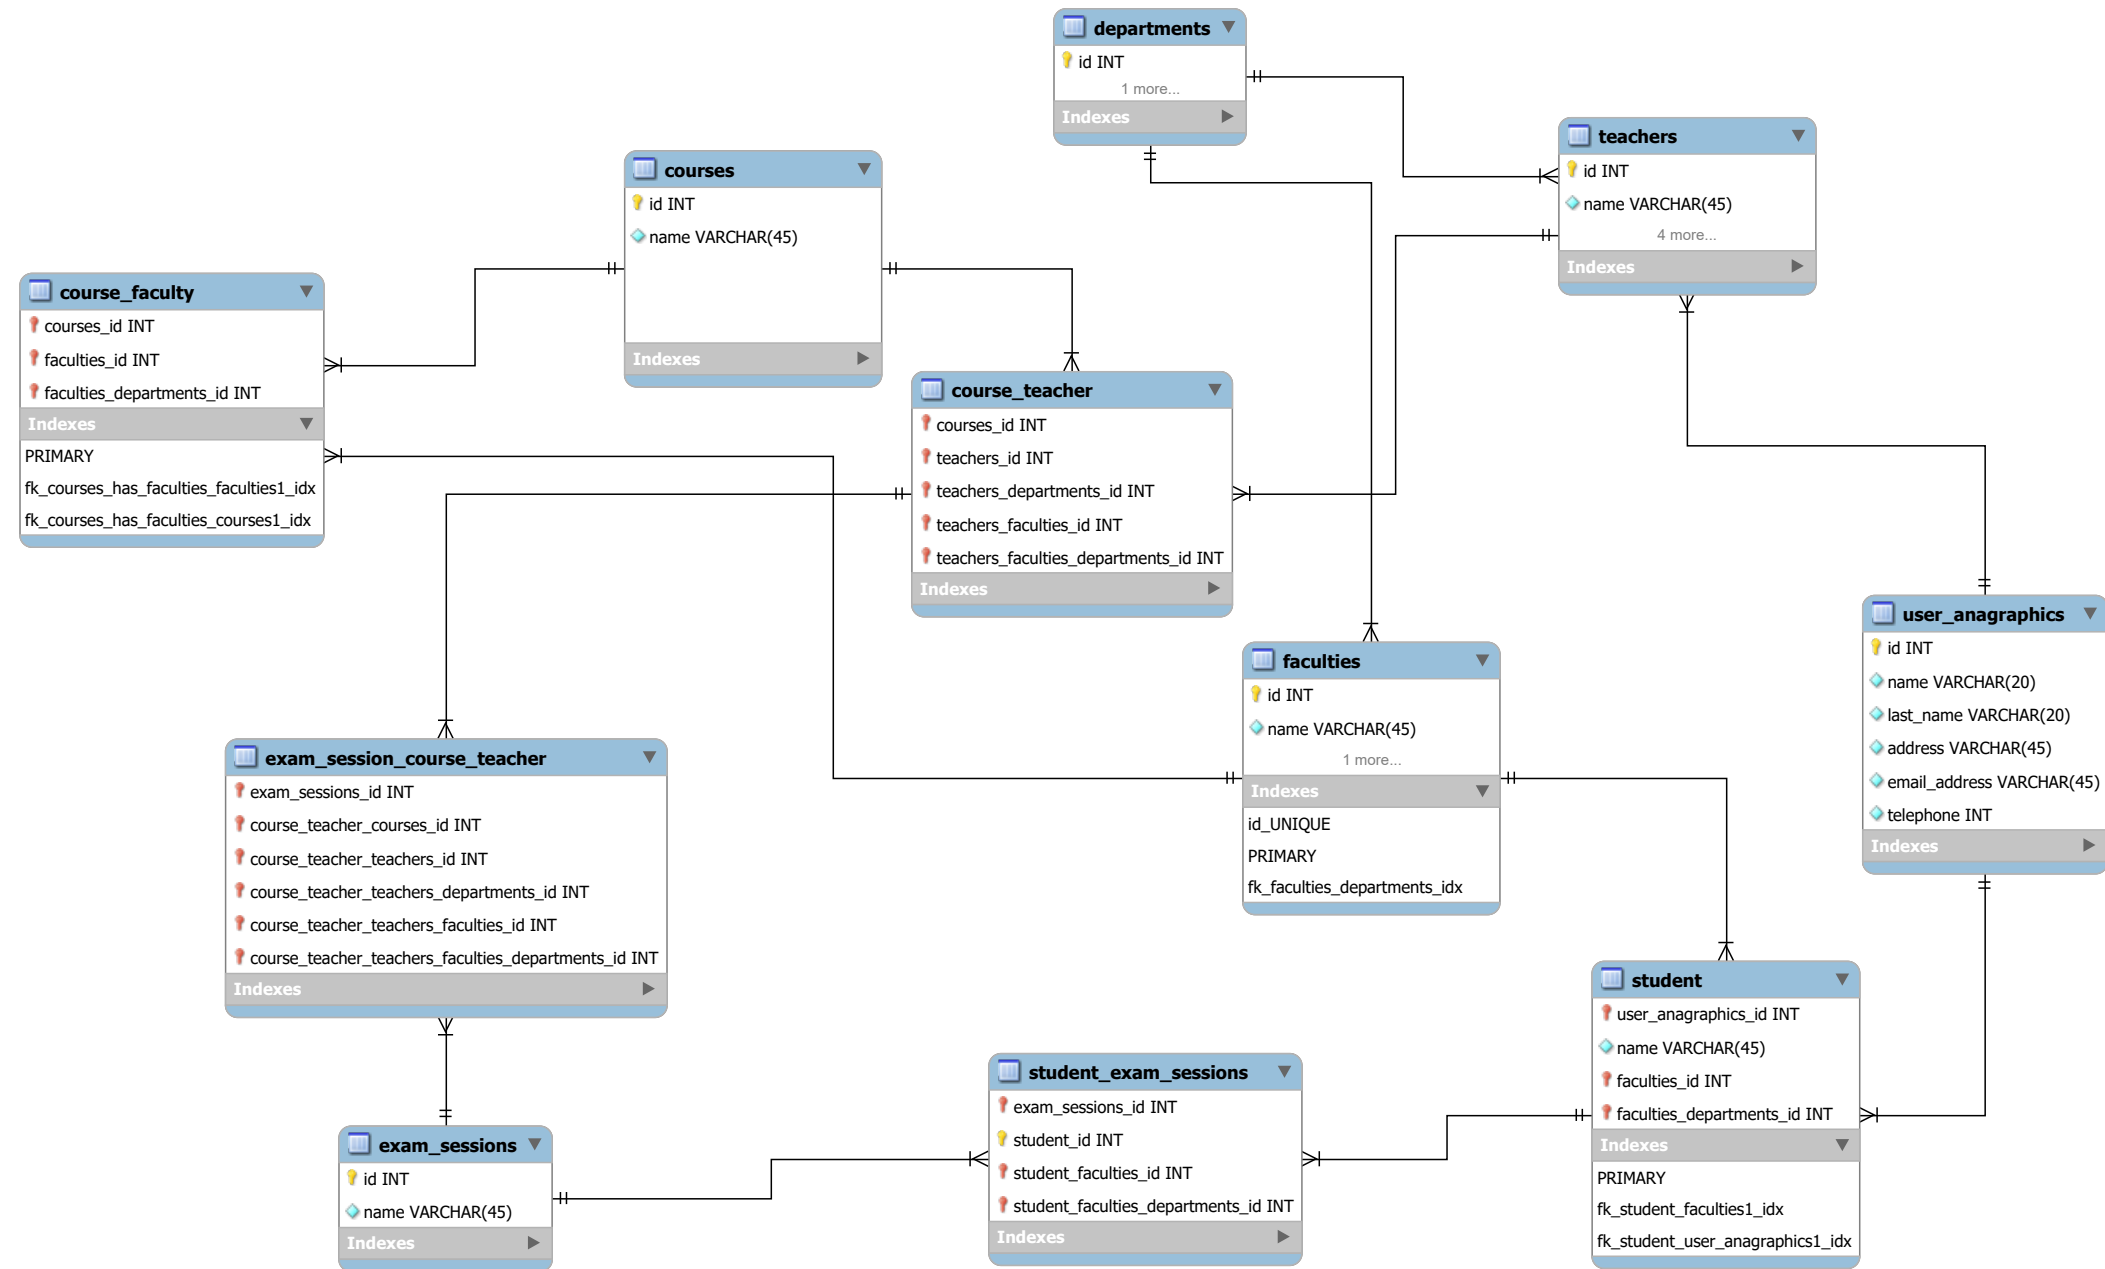 departments
id INT
1 more...
Indexes
teachers
id INT
name VARCHAR(45)
4 more...
Indexes
courses
id INT
name VARCHAR(45)
Indexes
course_faculty
courses_id INT
faculties_id INT
faculties_departments_id INT
Indexes
PRIMARY
fk_courses_has_faculties_faculties1_idx
fk_courses_has_faculties_courses1_idx
course_teacher
courses_id INT
teachers_id INT
teachers_departments_id INT
teachers_faculties_id INT
teachers_faculties_departments_id INT
Indexes
user_anagraphics
id INT
name VARCHAR(20)
last_name VARCHAR(20)
address VARCHAR(45)
email_address VARCHAR(45)
telephone INT
Indexes
faculties
id INT
name VARCHAR(45)
1 more...
Indexes
id_UNIQUE
PRIMARY
fk_faculties_departments_idx
exam_session_course_teacher
exam_sessions_id INT
course_teacher_courses_id INT
course_teacher_teachers_id INT
course_teacher_teachers_departments_id INT
course_teacher_teachers_faculties_id INT
course_teacher_teachers_faculties_departments_id INT
Indexes
student
user_anagraphics_id INT
name VARCHAR(45)
faculties_id INT
faculties_departments_id INT
Indexes
PRIMARY
fk_student_faculties1_idx
fk_student_user_anagraphics1_idx
student_exam_sessions
exam_sessions_id INT
student_id INT
student_faculties_id INT
student_faculties_departments_id INT
Indexes
exam_sessions
id INT
name VARCHAR(45)
Indexes